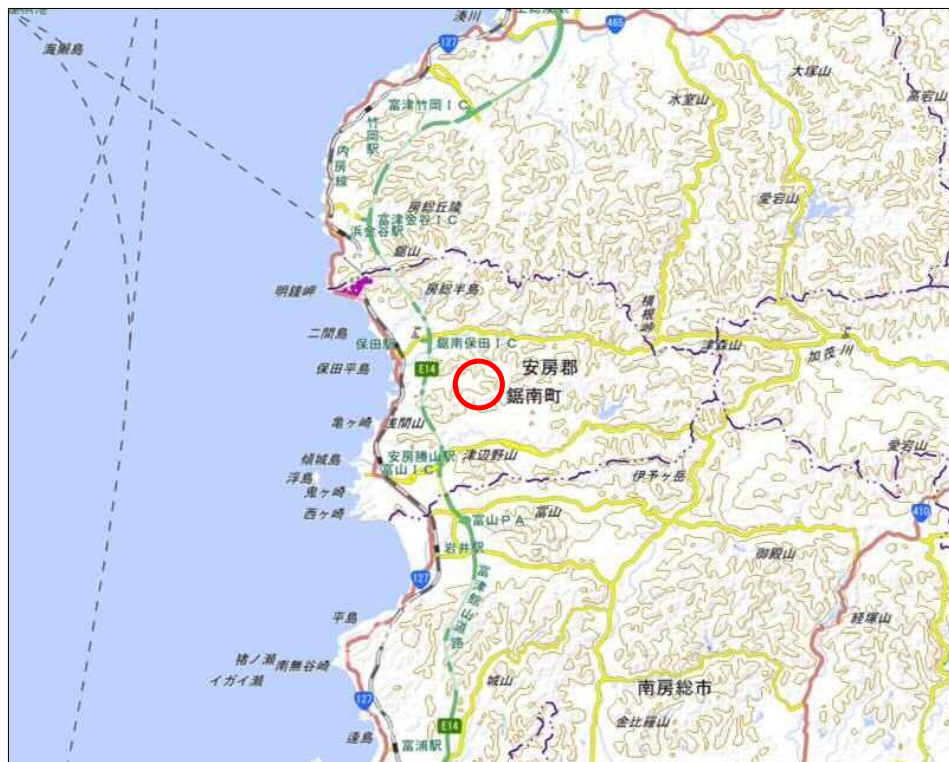 湊川
127
465
海獺島
大塚山
高宕山
富津竹岡IC
水室山
竹岡駅
内房線
愛宕山
房総丘陵
富津金谷IC
浜金谷駅
鋸山
明鐘岬
房総半島
横根峠
二間島
保田駅
鋸南保田IC
津森山
加茂川
保田平島
E14
安房郡
鋸南町
亀ヶ崎
浅間山
愛宕山
傾城島
安房勝山駅
津辺野山
浮島
富山IC
伊予ヶ岳
鬼ヶ崎
西ヶ崎
富山PA
富山
410
岩井駅
御殿山
127
富津館山道路
平島
経塚山
猪ノ瀬
南無谷崎
イガイ瀬
城山
南房総市
127
金比羅山
逢島
E14
富浦駅